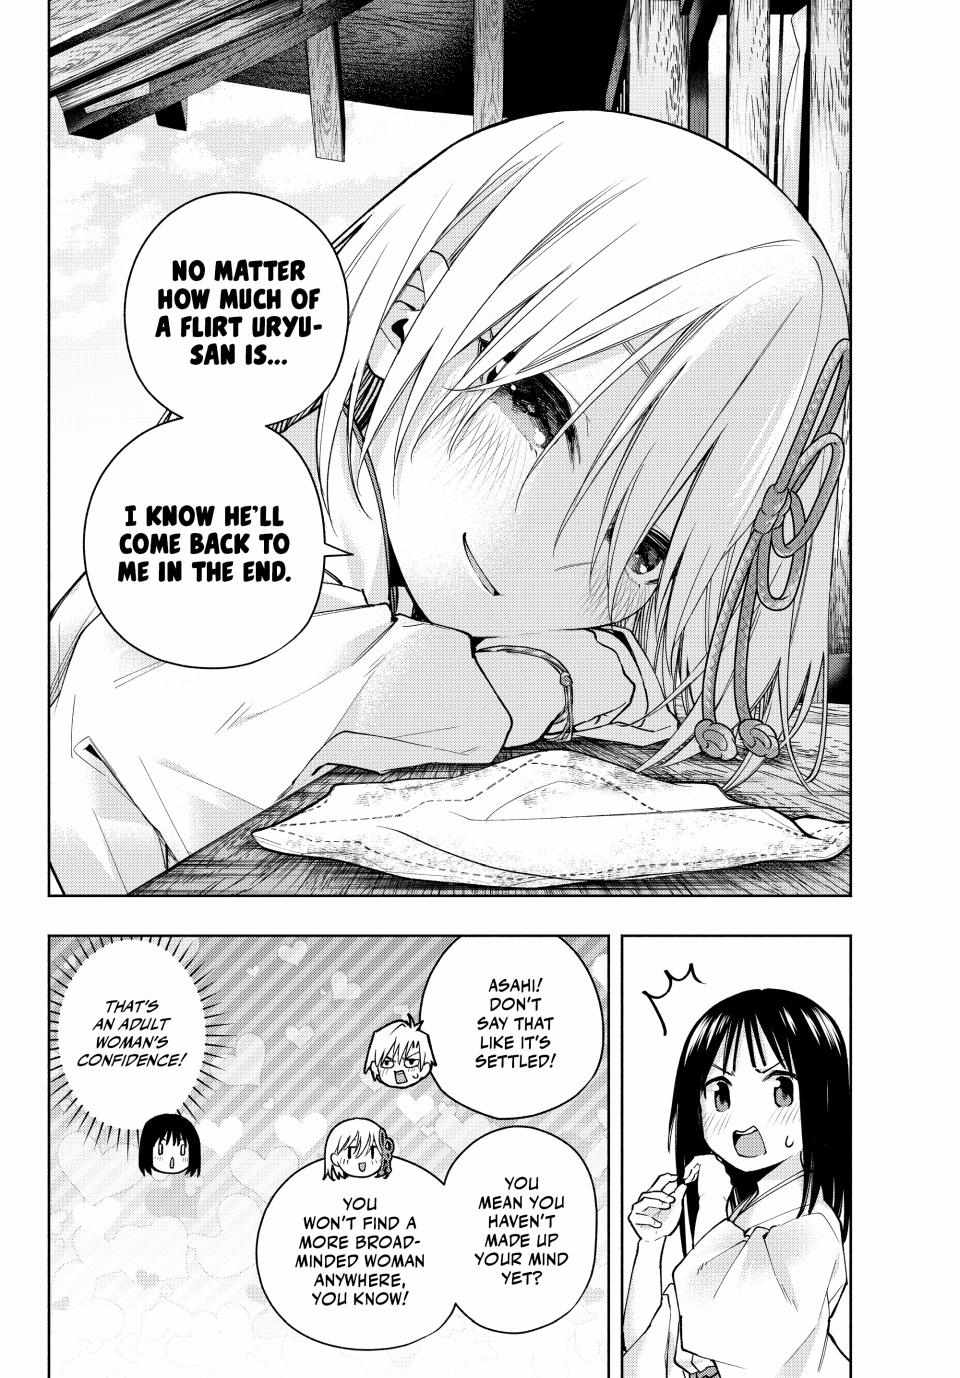 NO MATTER
HOW MUCH OF
A FLIRT URYU-
SAN IS...
I KNOW HE'LL
COME BACK TO
ME IN THE END.
ASAHI!
DON'T
SAY THAT
LIKE IT'S
SETTLED!
YOU
MEAN YOU
HAVEN'T
MADE UP
YOUR MIND
YET?
YOU
WON'T FIND A
MORE BROAD-
MINDED WOMAN
ANYWHERE,
YOU KNOW!
THAT'S
AN ADULT
WOMAN'S
CONFIDENCE!